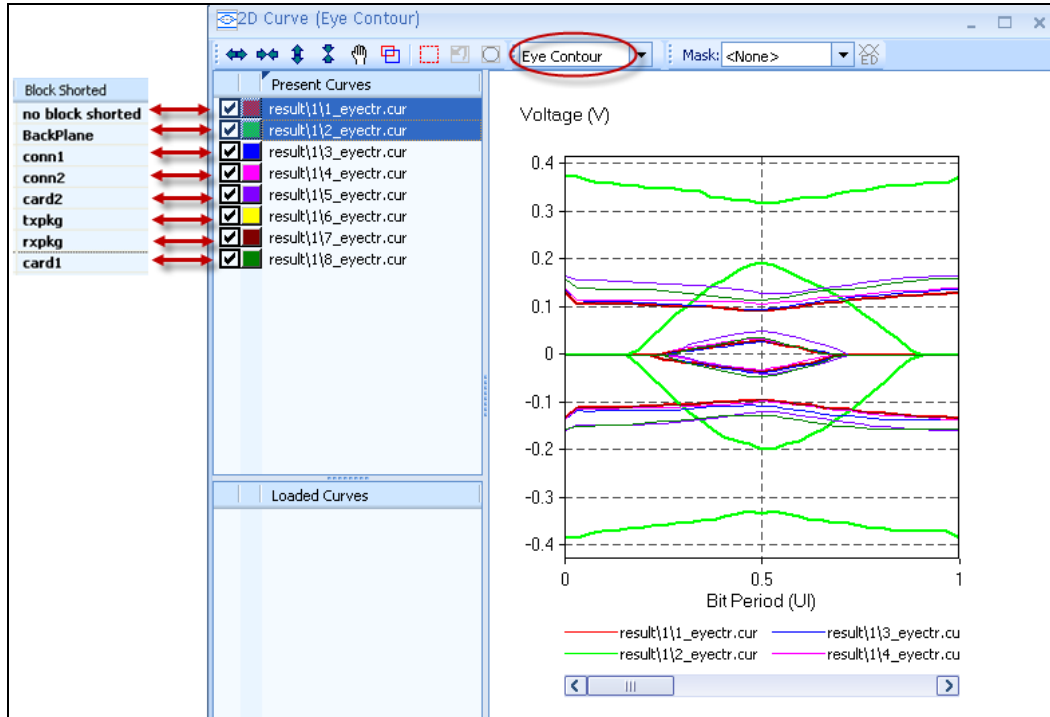 2D Curve (Eye Contour)
Eye Contour
Mask: <None>
ED
Block Shorted
no block shorted
BackPlane
conn1
conn2
card2
txpkg
rxpkg
card1
Present Curves
result\1\1_eyectr.cur
result\1\2_eyectr.cur
result\1\3_eyectr.cur
result\1\4_eyectr.cur
result\1\5_eyectr.cur
result\1\6_eyectr.cur
result\1\7_eyectr.cur
result\1\8_eyectr.cur
Loaded Curves
Voltage (V)
0.4
0.3
0.2
0.1
0
-0.1
-0.2
-0.3
-0.4
0 0.5 1
Bit Period (UI)
result\1\1_eyectr.cur result\1\3_eyectr.cu
result\1\2_eyectr.cur result\1\4_eyectr.cu